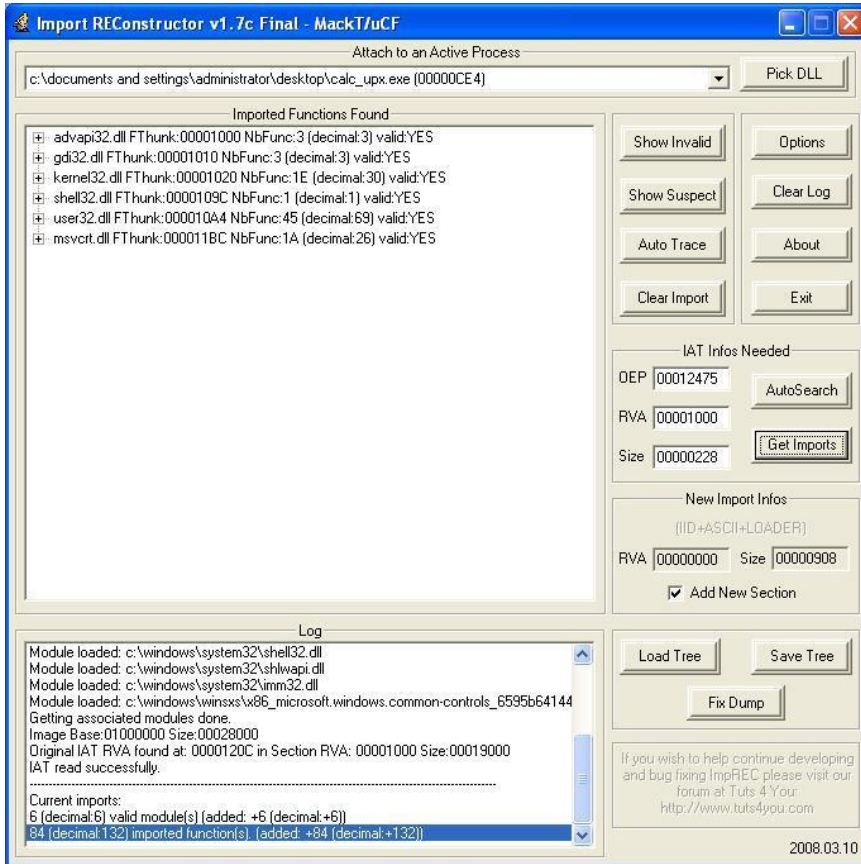 Import REConstructor v1.7c Final - MackT/uCF
Attach to an Active Process
c:\documents and settings\administrator\desktop\calc_upx.exe (00000CE4)
Pick DLL
Imported Functions Found
advapi32.dll FThunk:00001000 NbFunc:3 (decimal:3) valid:YES
gdi32.dll FThunk:00001010 NbFunc:3 (decimal:3) valid:YES
kernel32.dll FThunk:00001020 NbFunc:1E (decimal:30) valid:YES
shell32.dll FThunk:0000109C NbFunc:1 (decimal:1) valid:YES
user32.dll FThunk:000010A4 NbFunc:45 (decimal:69) valid:YES
msvcrt.dll FThunk:000011BC NbFunc:1A (decimal:26) valid:YES
Show Invalid
Options
Show Suspect
Clear Log
Auto Trace
About
Clear Import
Exit
IAT Infos Needed
OEP 00012475
AutoSearch
RVA 00001000
Get Imports
Size 00000228
New Import Infos
(IID+ASCII+LOADER)
RVA 00000000 Size 00000908
Add New Section
Log
Module loaded: c:\windows\system32\shell32.dll
Module loaded: c:\windows\system32\shlwapi.dll
Module loaded: c:\windows\system32\imm32.dll
Module loaded: c:\windows\winsxs\x86_microsoft.windows.common-controls_6595b64144
Getting associated modules done.
Image Base:01000000 Size:00028000
Original IAT RVA found at: 0000120C in Section RVA: 00001000 Size:00019000
IAT read successfully.
Current imports:
6 (decimal:6) valid module(s) (added: +6 (decimal:+6))
84 (decimal:132) imported function(s). (added: +84 (decimal:+132))
Load Tree
Save Tree
Fix Dump
If you wish to help continue developing
and bug fixing ImpREC please visit our
forum at Tuts 4 You:
http://www.tuts4you.com
2008.03.10